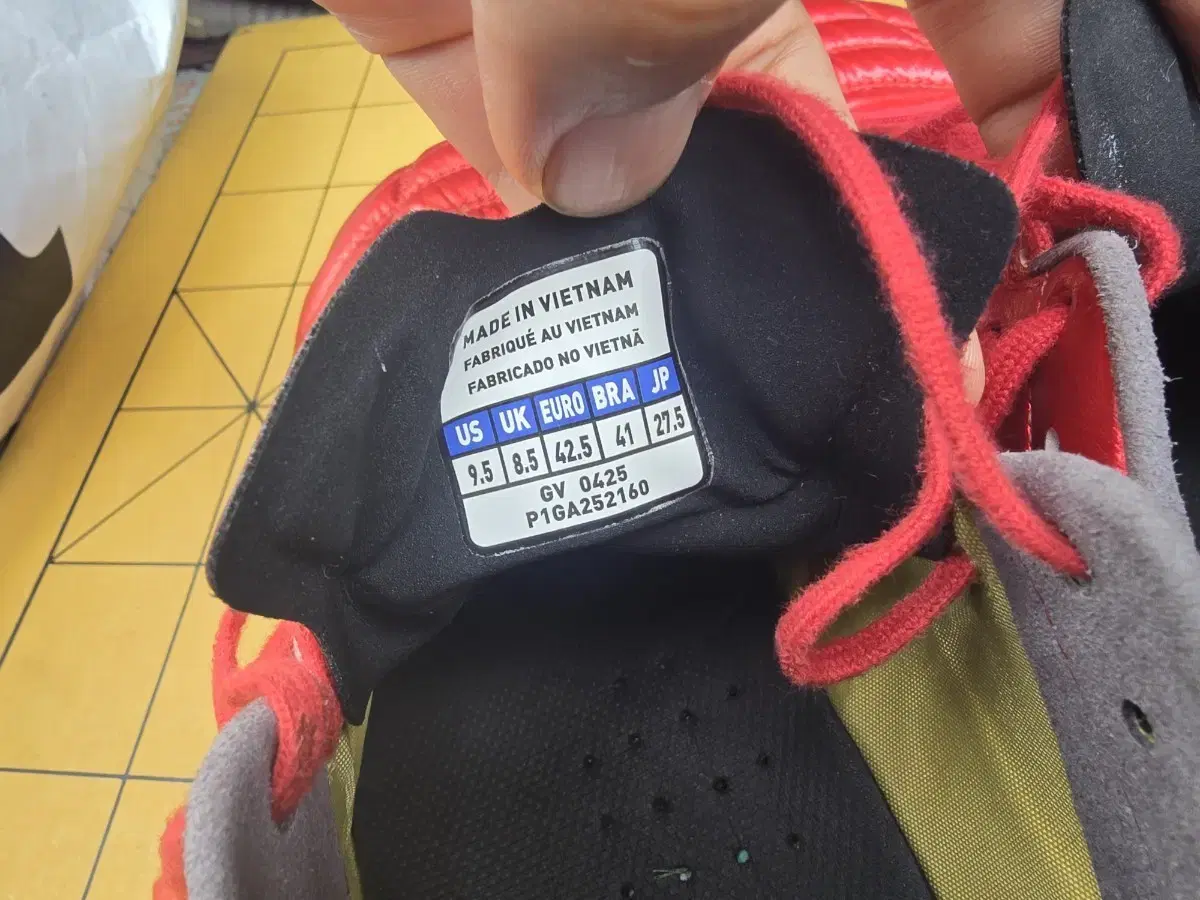 MADE IN VIETNAM
FABRIQUÉ AU VIETNAM
FABRICADO NO VIETNÃ
US UK EURO BRA JP
9.5 8.5 42.5 41 27.5
GV 0425
P1GA252160